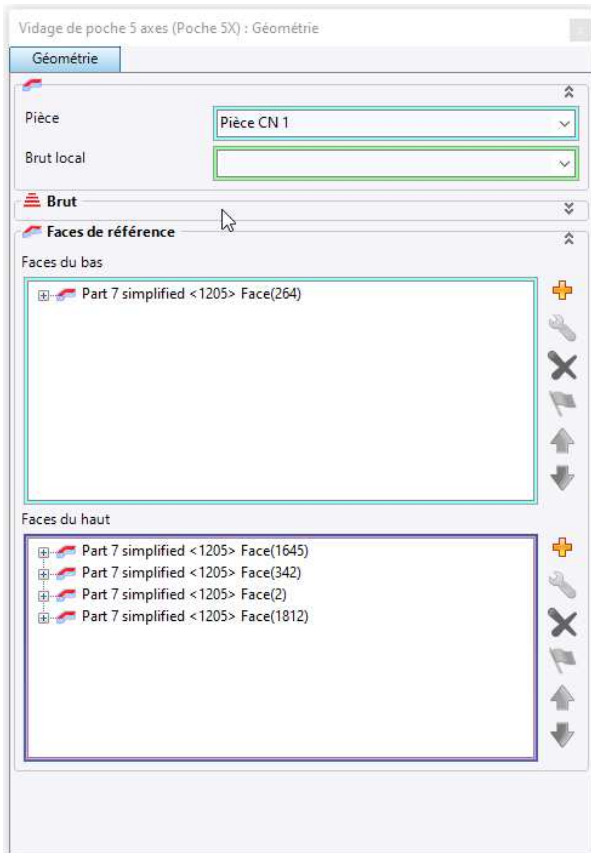 Vidage de poche 5 axes (Poche 5X) : Géométrie
Géométrie
Pièce
Pièce CN 1
Brut local
Brut
Faces de référence
Faces du bas
Part 7 simplified <1205> Face(264)
Faces du haut
Part 7 simplified <1205> Face(1645)
Part 7 simplified <1205> Face(342)
Part 7 simplified <1205> Face(2)
Part 7 simplified <1205> Face(1812)